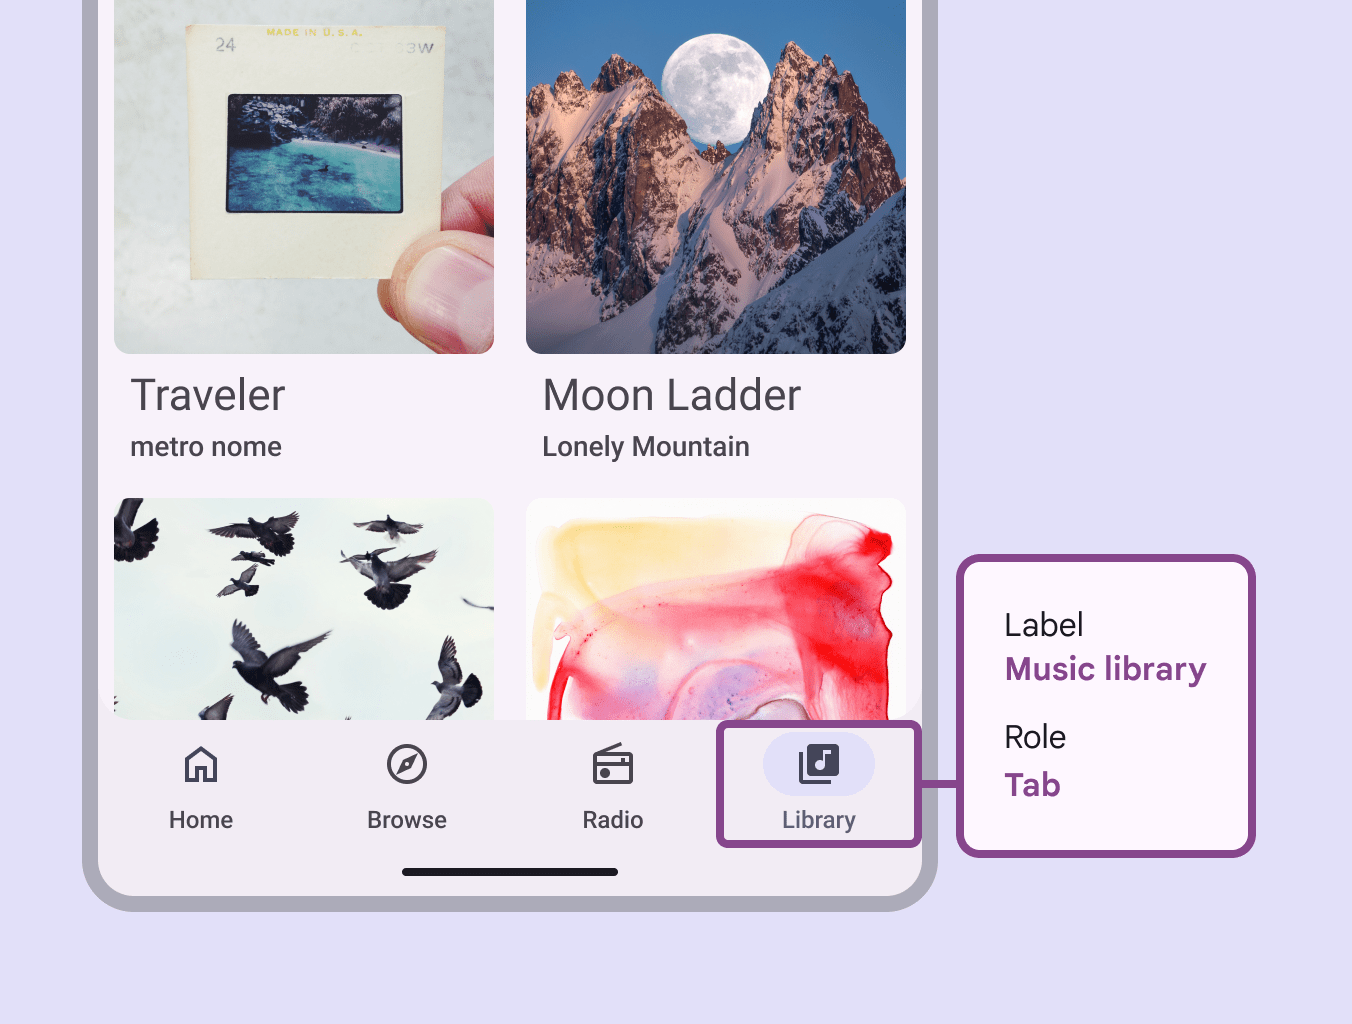 MADE IN U.S.A.
24
Traveler
metro nome
Moon Ladder
Lonely Mountain
Label
Music library
Role
Tab
Home
Browse
Radio
Library